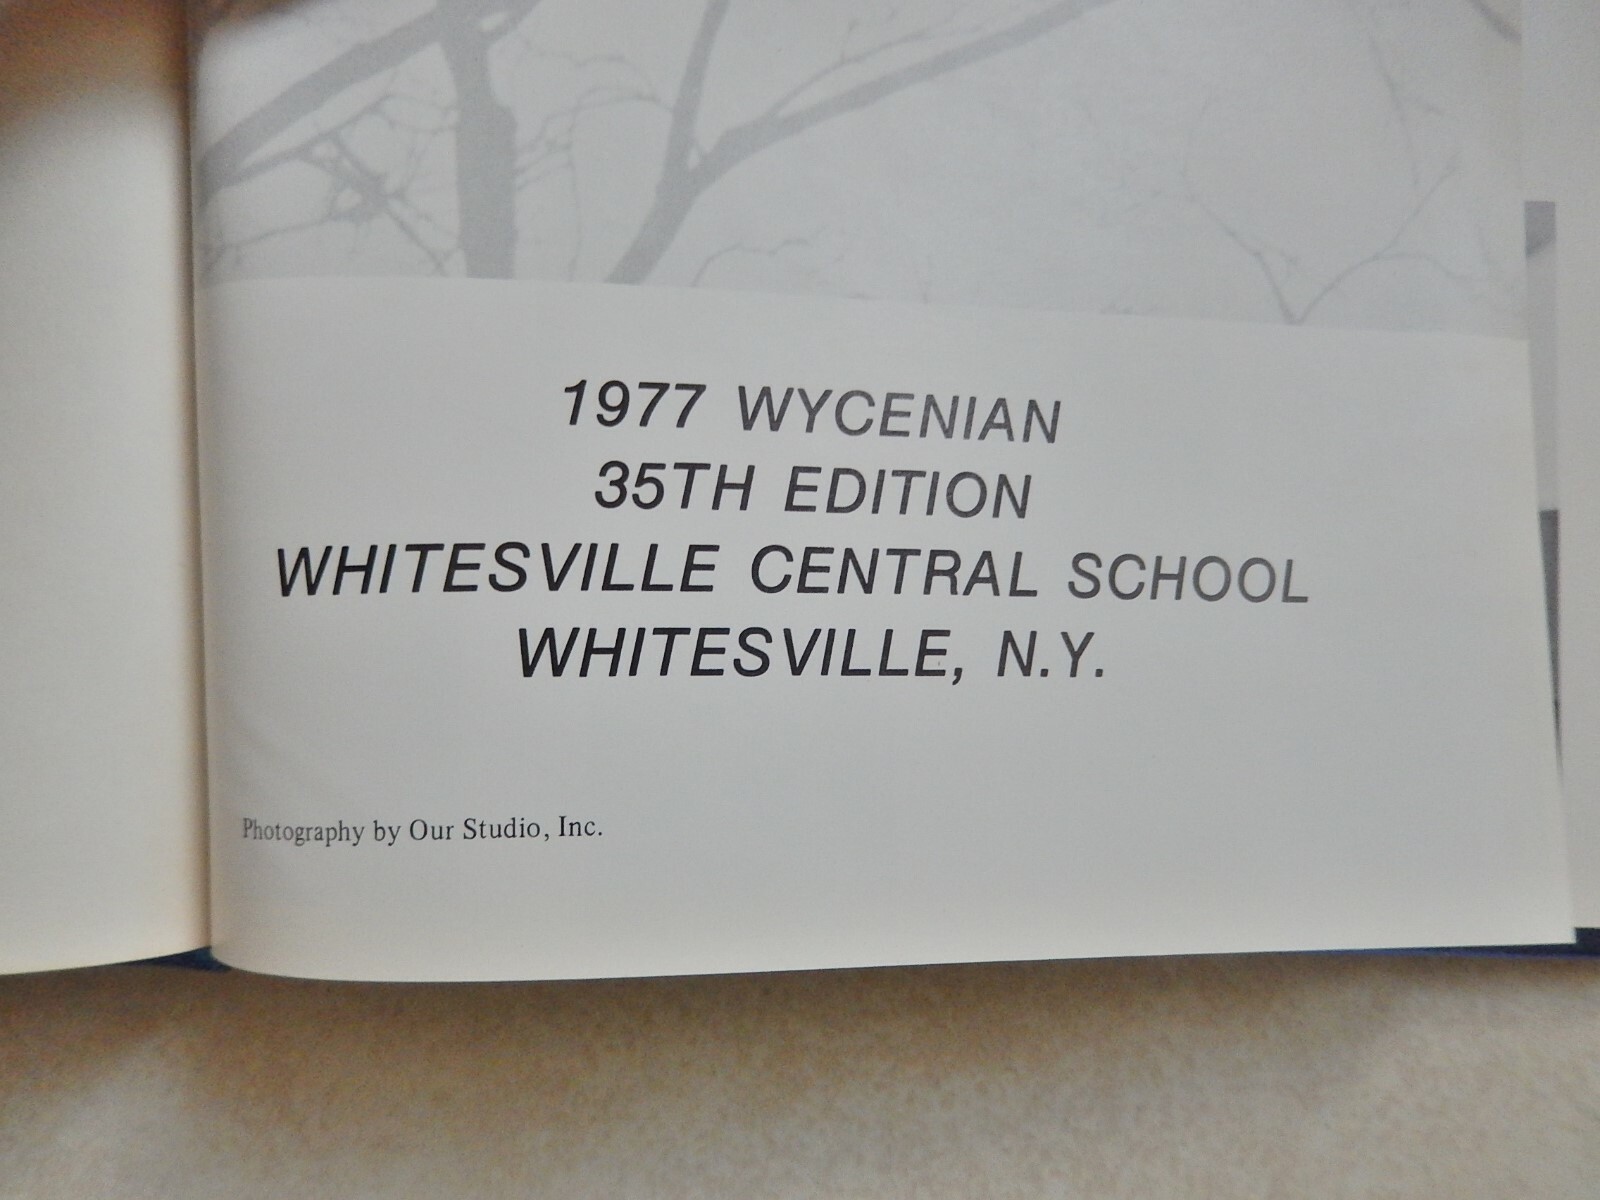 1977 WYCENIAN
35TH EDITION
WHITESVILLE CENTRAL SCHOOL
WHITESVILLE, N.Y.
Photography by Our Studio, Inc.